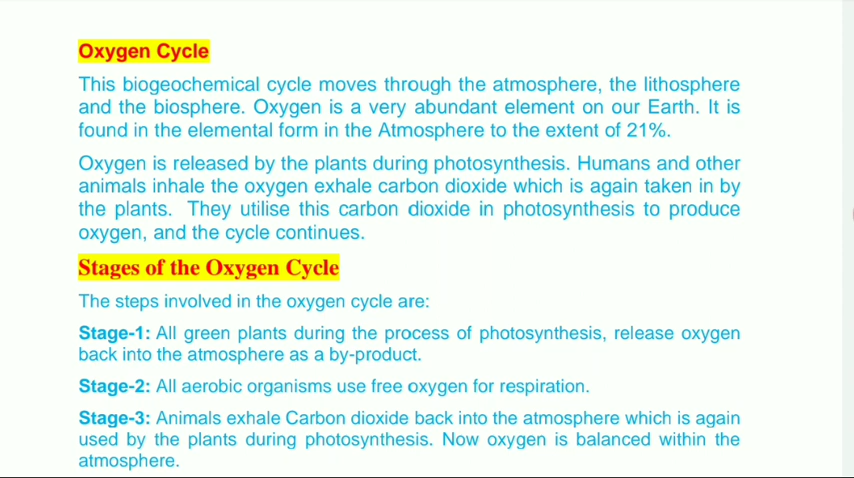 Oxygen Cycle
This biogeochemical cycle moves through the atmosphere, the lithosphere
and the biosphere. Oxygen is a very abundant element on our Earth. It is
found in the elemental form in the Atmosphere to the extent of 21%.
Oxygen is released by the plants during photosynthesis. Humans and other
animals inhale the oxygen exhale carbon dioxide which is again taken in by
the plants. They utilise this carbon dioxide in photosynthesis to produce
oxygen, and the cycle continues.
Stages of the Oxygen Cycle
The steps involved in the oxygen cycle are:
Stage-1: All green plants during the process of photosynthesis, release oxygen
back into the atmosphere as a by-product.
Stage-2: All aerobic organisms use free oxygen for respiration.
Stage-3: Animals exhale Carbon dioxide back into the atmosphere which is again
used by the plants during photosynthesis. Now oxygen is balanced within the
atmosphere.